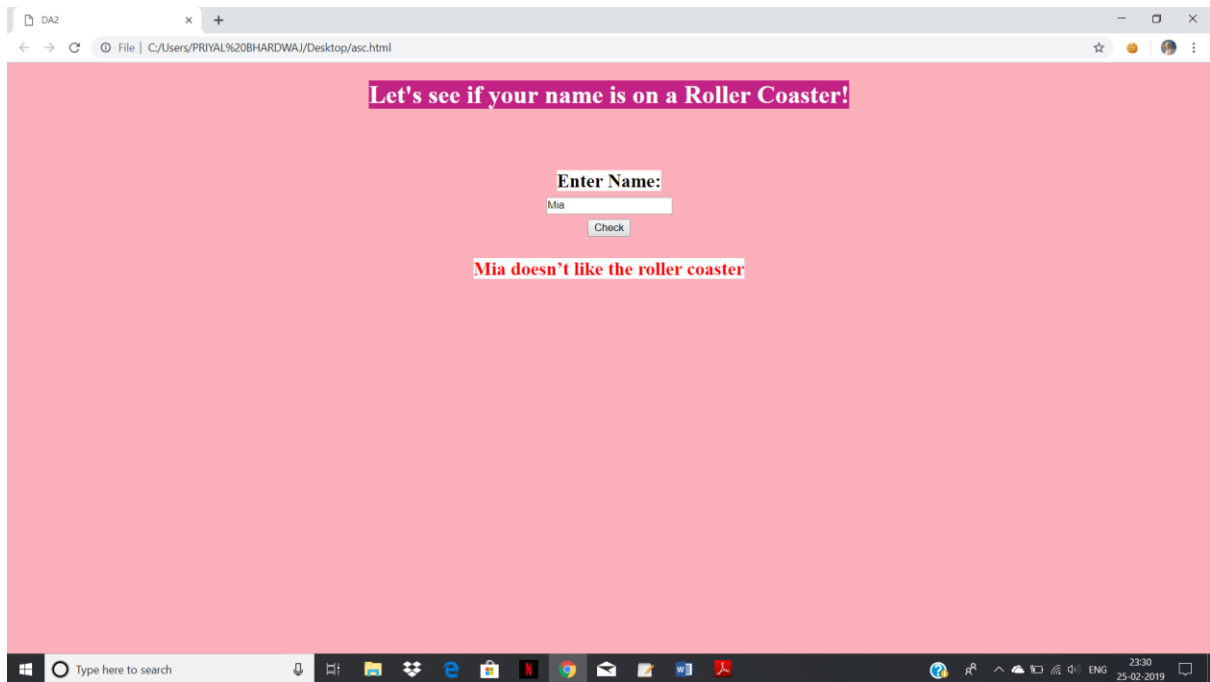 DA2
File | C:/Users/PRIYAL%20BHARDWAJ/Desktop/asc.html
Let's see if your name is on a Roller Coaster!
Enter Name:
Mia
Check
Mia doesn’t like the roller coaster
Type here to search
ENG
23:30
25-02-2019